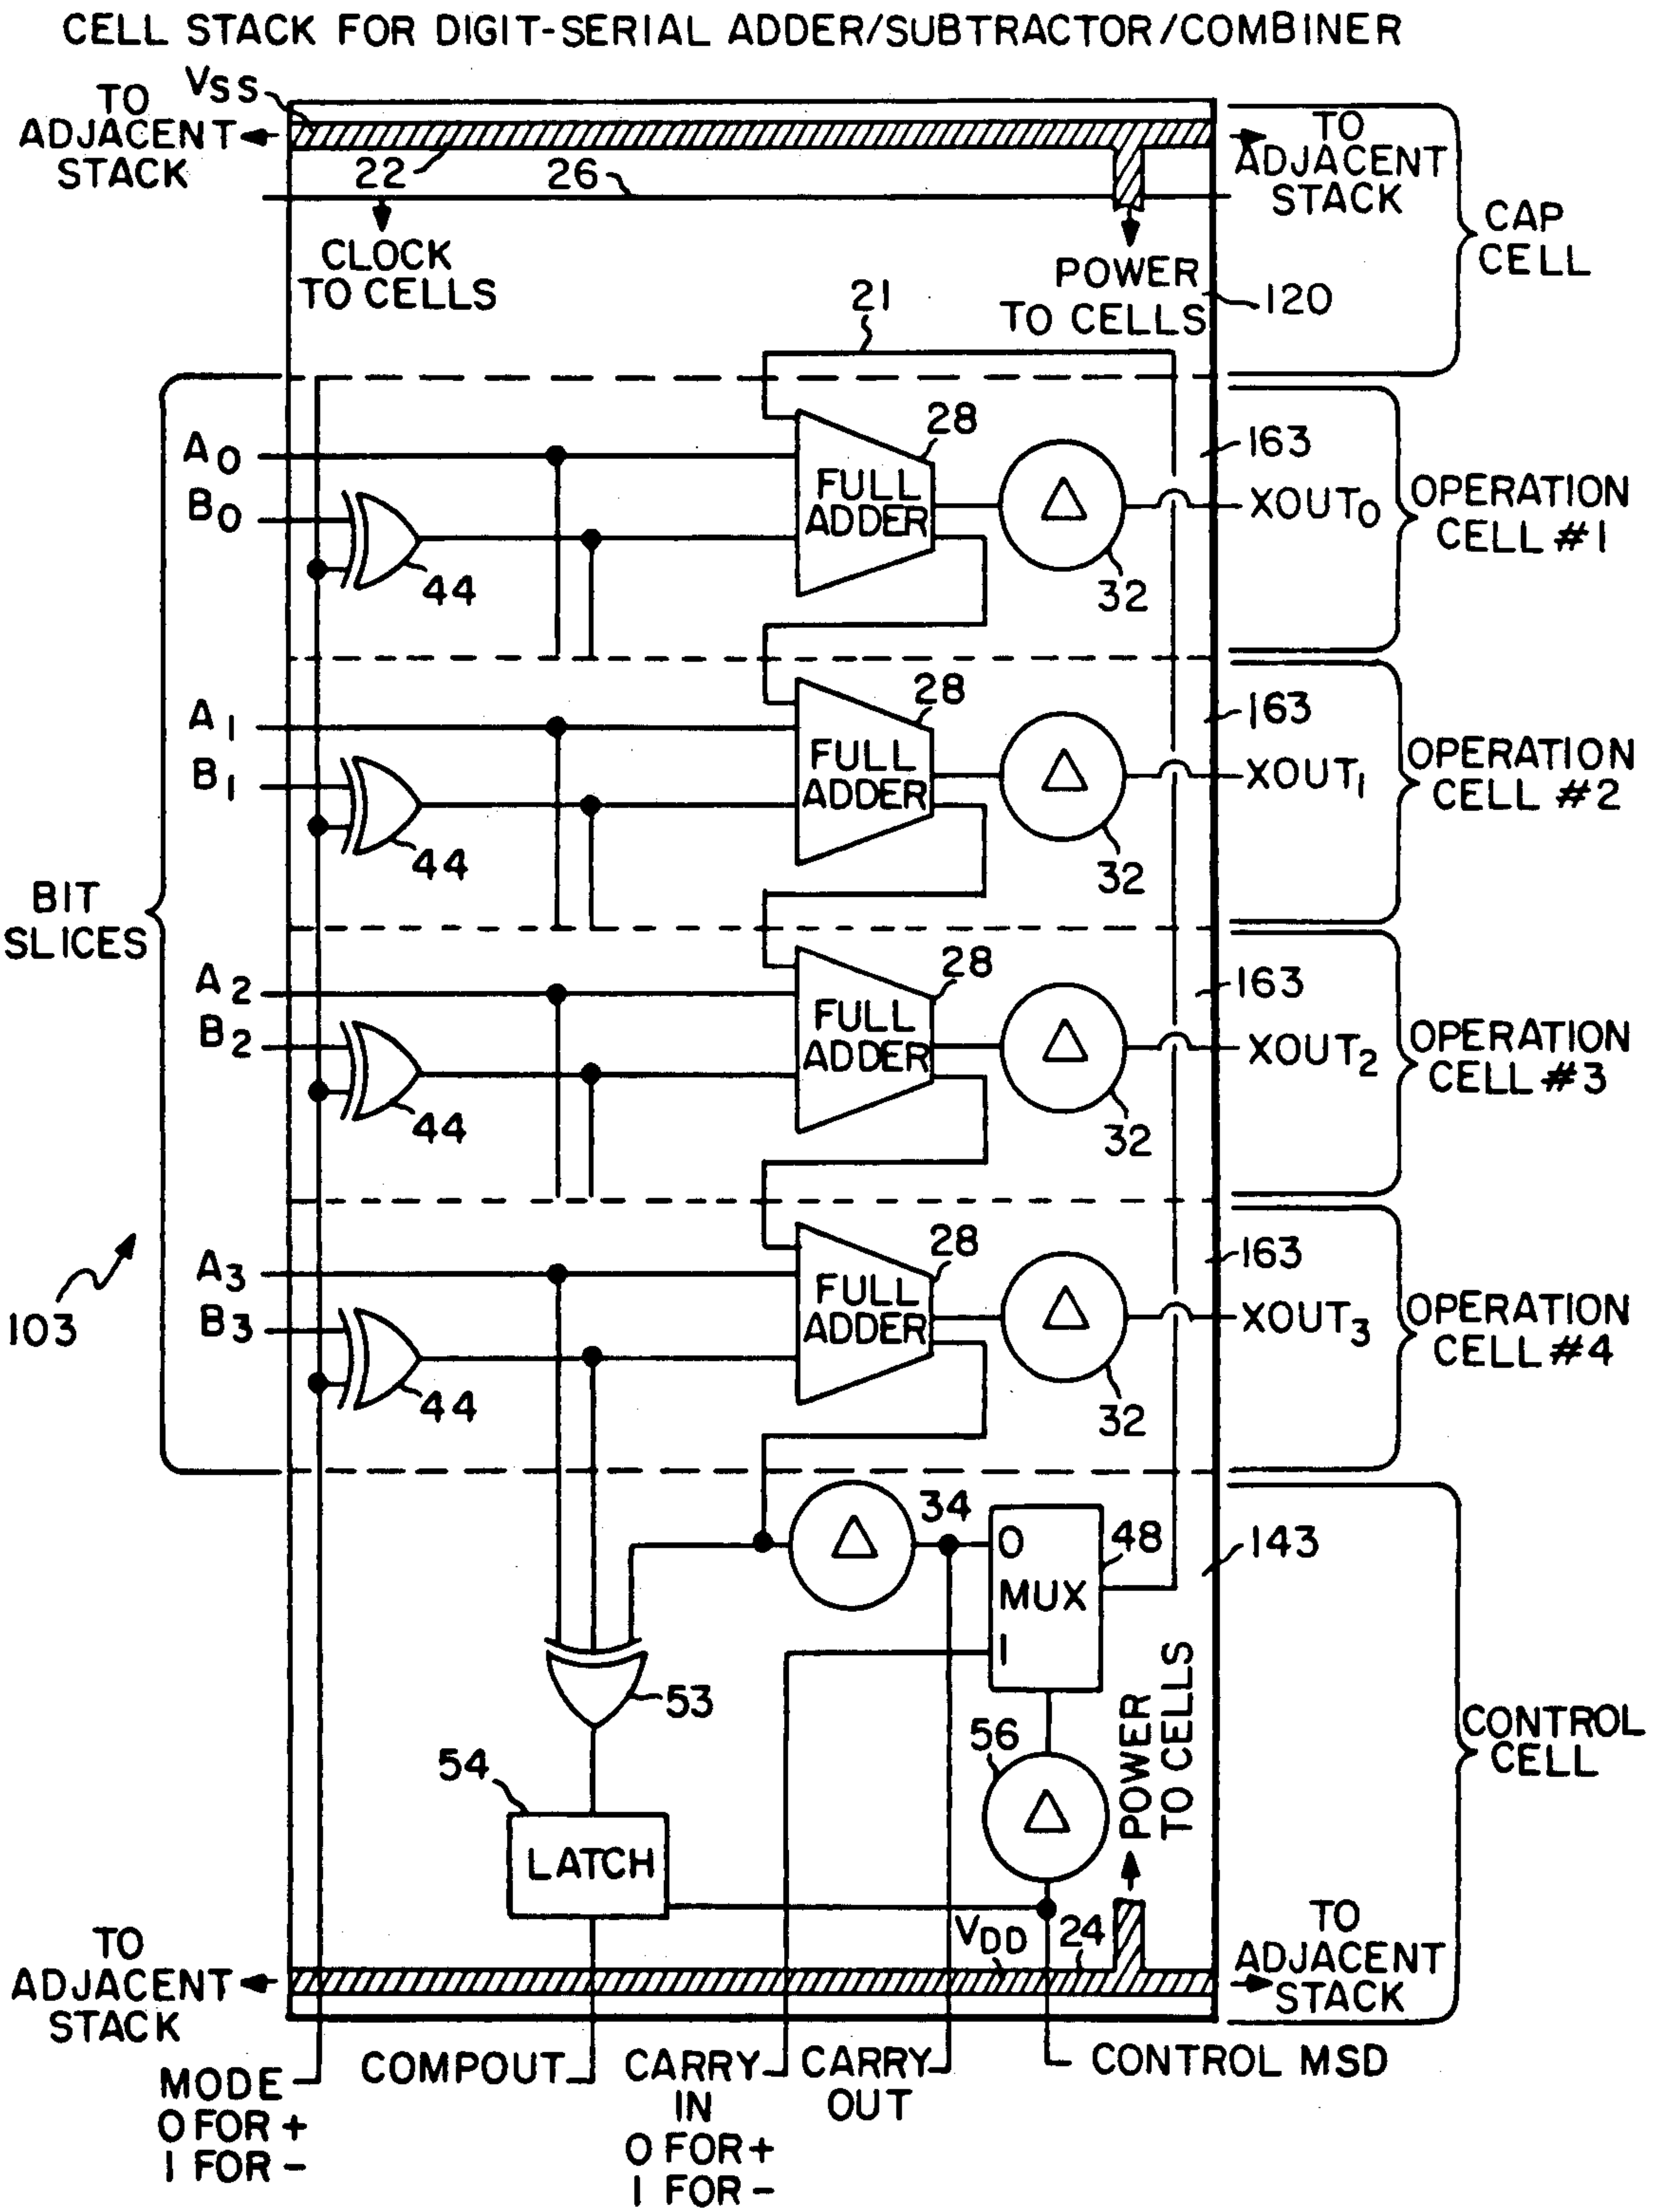 CELL STACK FOR DIGIT-SERIAL ADDER/SUBTRACTOR/COMBINER
VSS
TO
ADJACENT
STACK
22
26
TO
ADJACENT
STACK
CAP
CELL
CLOCK
TO CELLS
POWER
TO CELLS
120
21
A0
B0
44
FULL
ADDER
28
Δ
32
163
XOUT0
OPERATION
CELL #1
A1
B1
44
FULL
ADDER
28
Δ
32
163
XOUT1
OPERATION
CELL #2
BIT
SLICES
A2
B2
44
FULL
ADDER
28
Δ
32
163
XOUT2
OPERATION
CELL #3
103
A3
B3
44
FULL
ADDER
28
Δ
32
163
XOUT3
OPERATION
CELL #4
Δ
34
0
MUX
1
48
143
53
54
LATCH
56
Δ
POWER
TO CELLS
CONTROL
CELL
VDD
24
TO
ADJACENT
STACK
TO
ADJACENT
STACK
MODE
0 FOR +
1 FOR -
COMPOUT
CARRY
IN
0 FOR +
1 FOR -
CARRY
OUT
CONTROL MSD